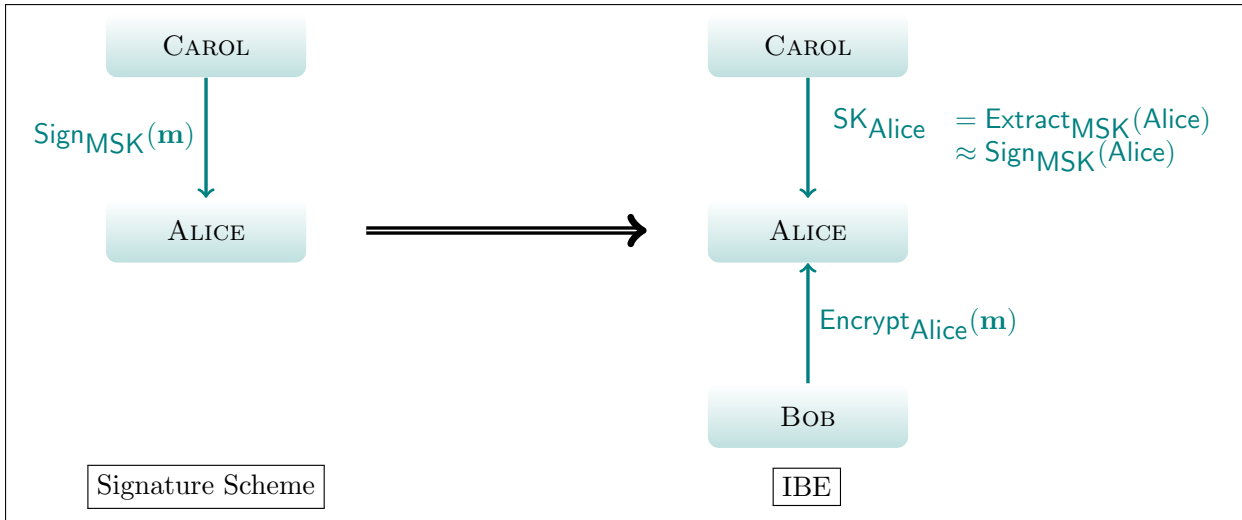 CAROL
Sign_MSK(m)
ALICE
Signature Scheme
CAROL
SK_Alice = Extract_MSK(Alice)
≈ Sign_MSK(Alice)
ALICE
Encrypt_Alice(m)
BOB
IBE